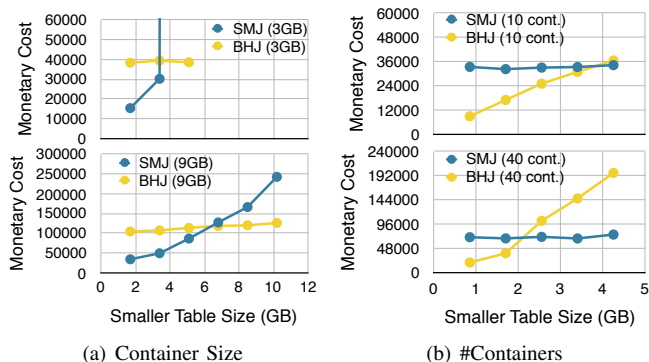 60000
50000
40000
30000
20000
10000
0
Monetary Cost
SMJ (3GB)
BHJ (3GB)
300000
250000
200000
150000
100000
50000
0
Monetary Cost
SMJ (9GB)
BHJ (9GB)
0 2 4 6 8 10 12
Smaller Table Size (GB)
(a) Container Size
60000
48000
36000
24000
12000
0
Monetary Cost
SMJ (10 cont.)
BHJ (10 cont.)
240000
192000
144000
96000
48000
0
Monetary Cost
SMJ (40 cont.)
BHJ (40 cont.)
0 1 2 3 4 5
Smaller Table Size (GB)
(b) #Containers